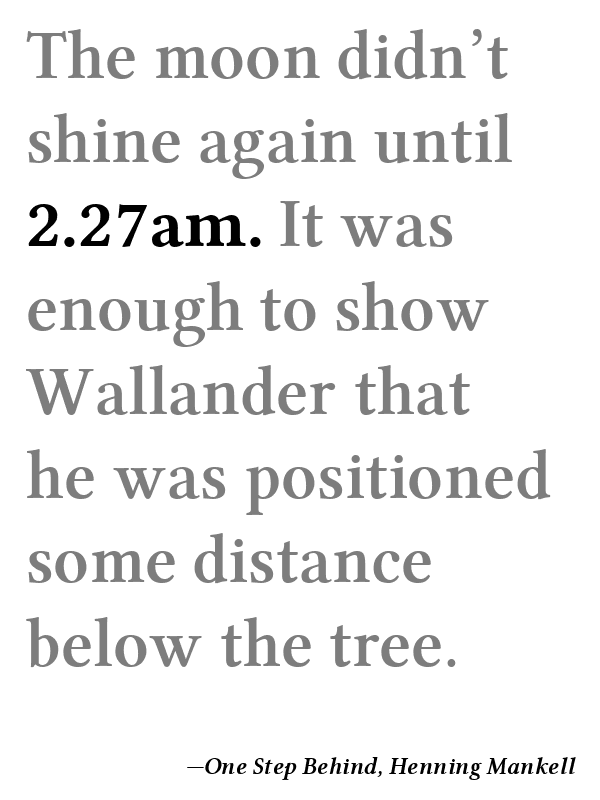 The moon didn’t
shine again until
2.27am. It was
enough to show
Wallander that
he was positioned
some distance
below the tree.
—One Step Behind, Henning Mankell